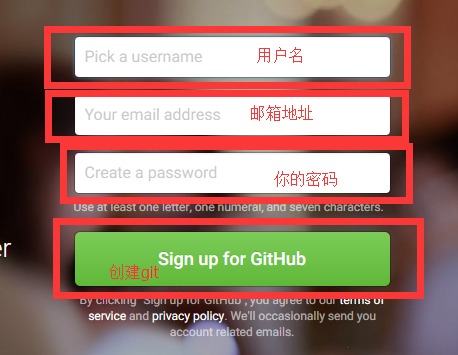 Pick a username 用户名
Your email address 邮箱地址
Create a password 你的密码
Use at least one letter, one numeral, and seven characters.
er
Sign up for GitHub
创建git
By clicking "Sign up for GitHub", you agree to our terms of
service and privacy policy. We'll occasionally send you
account related emails.